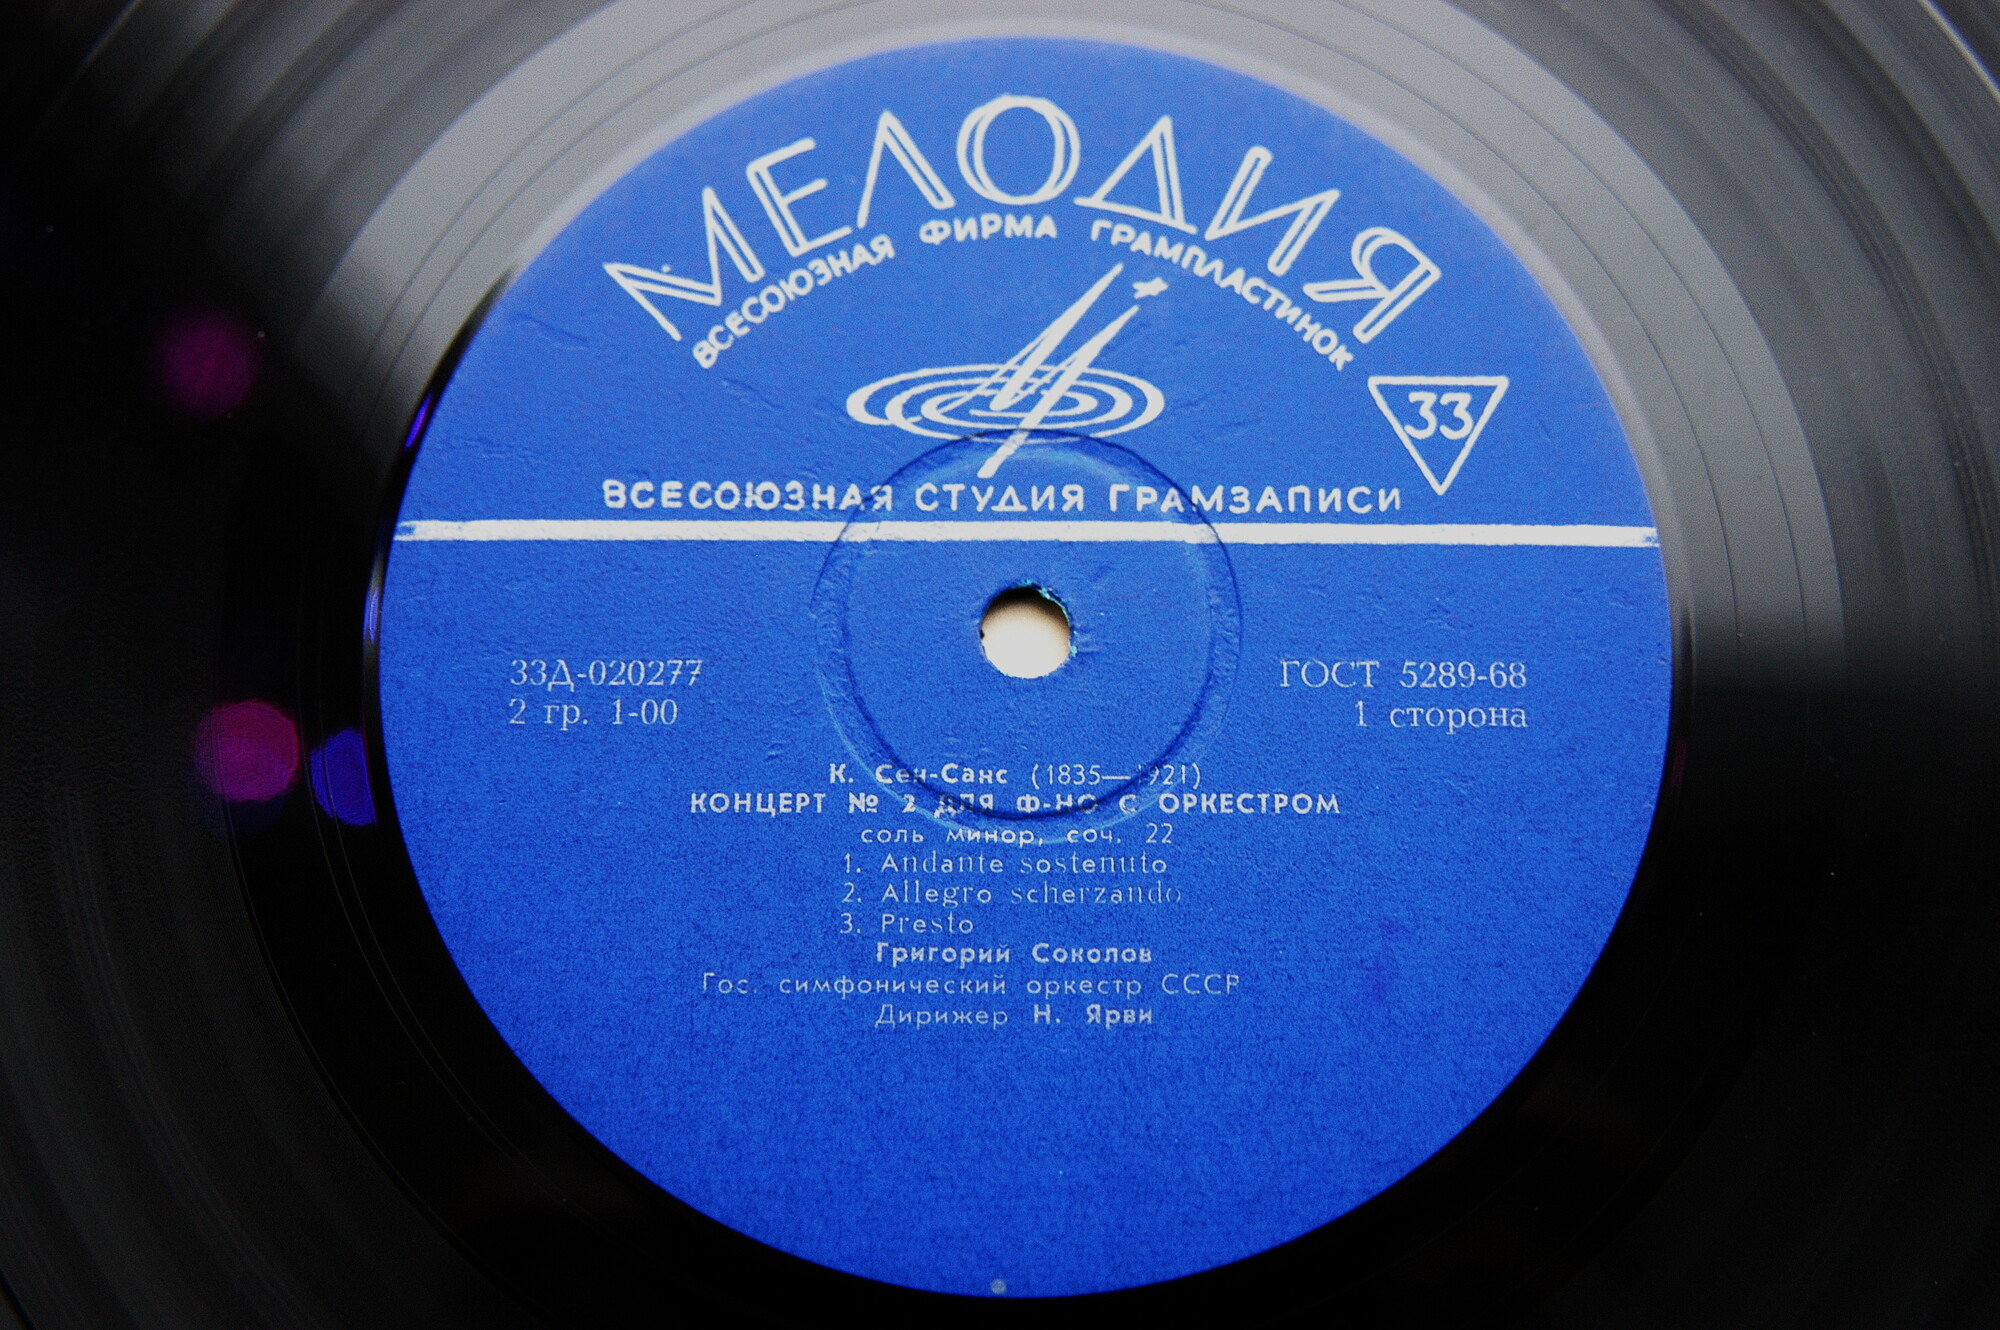 МЕЛОДИЯ
ВСЕСОЮЗНАЯ ФИРМА ГРАМПЛАСТИНОК
33
ВСЕСОЮЗНАЯ СТУДИЯ ГРАМЗАПИСИ
33Д-020277
ГОСТ 5289-68
2 гр. 1-00
1 сторона
К. Сен-Санс (1835—1921)
КОНЦЕРТ № 2 ДЛЯ Ф-НО С ОРКЕСТРОМ
соль минор, соч. 22
1. Andante sostenuto
2. Allegro scherzando
3. Presto
Григорий Соколов
Гос. симфонический оркестр СССР
Дирижер Н. Ярви